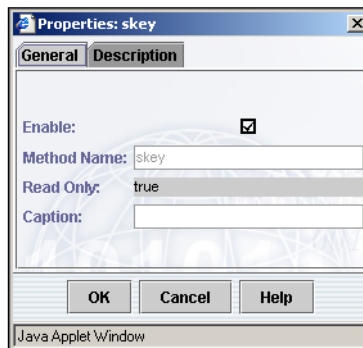 Properties: skey
General Description
Enable:
Method Name: skey
Read Only: true
Caption:
OK Cancel Help
Java Applet Window